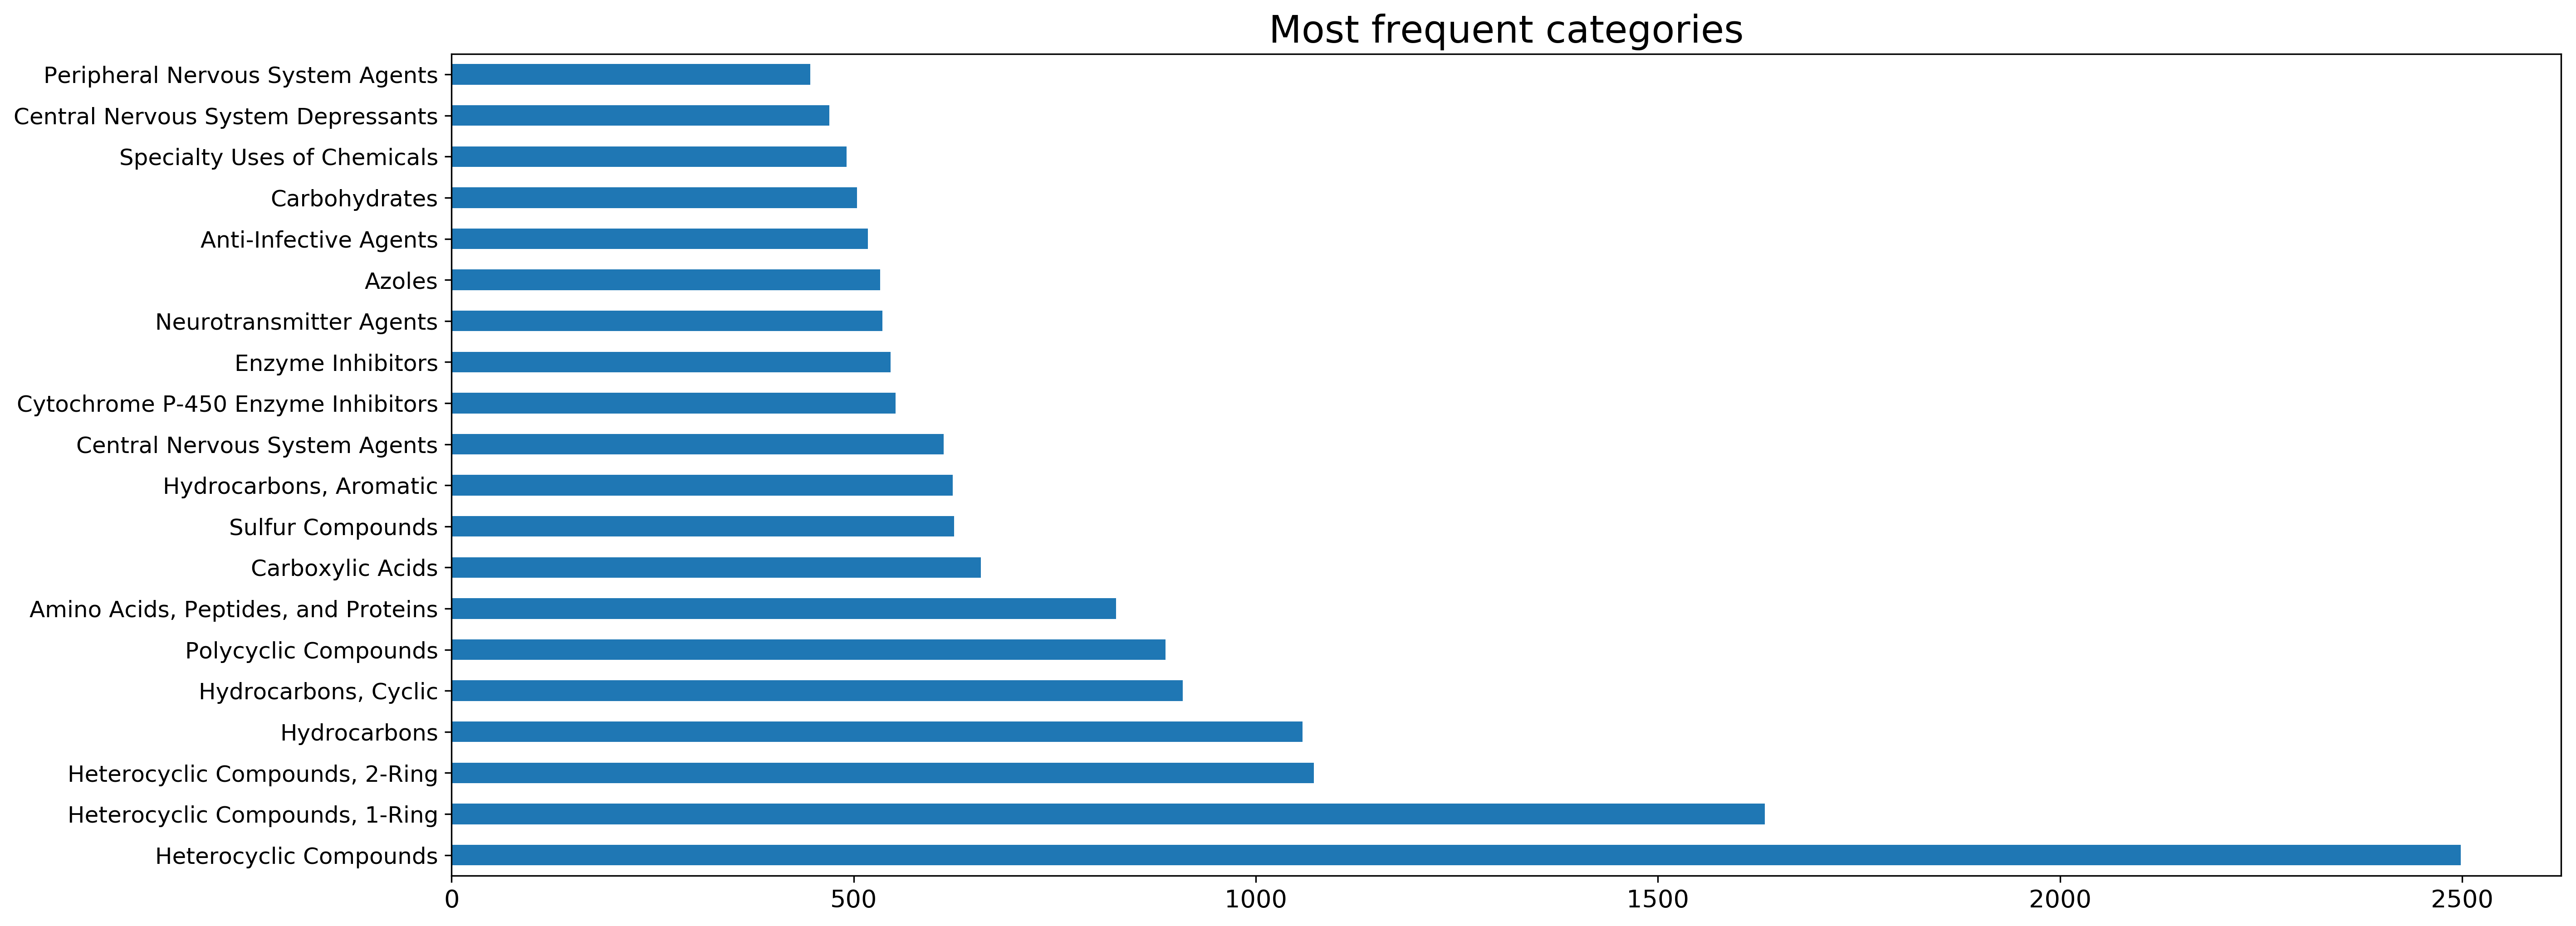 Most frequent categories
Peripheral Nervous System Agents
Central Nervous System Depressants
Specialty Uses of Chemicals
Carbohydrates
Anti-Infective Agents
Azoles
Neurotransmitter Agents
Enzyme Inhibitors
Cytochrome P-450 Enzyme Inhibitors
Central Nervous System Agents
Hydrocarbons, Aromatic
Sulfur Compounds
Carboxylic Acids
Amino Acids, Peptides, and Proteins
Polycyclic Compounds
Hydrocarbons, Cyclic
Hydrocarbons
Heterocyclic Compounds, 2-Ring
Heterocyclic Compounds, 1-Ring
Heterocyclic Compounds
0 500 1000 1500 2000 2500